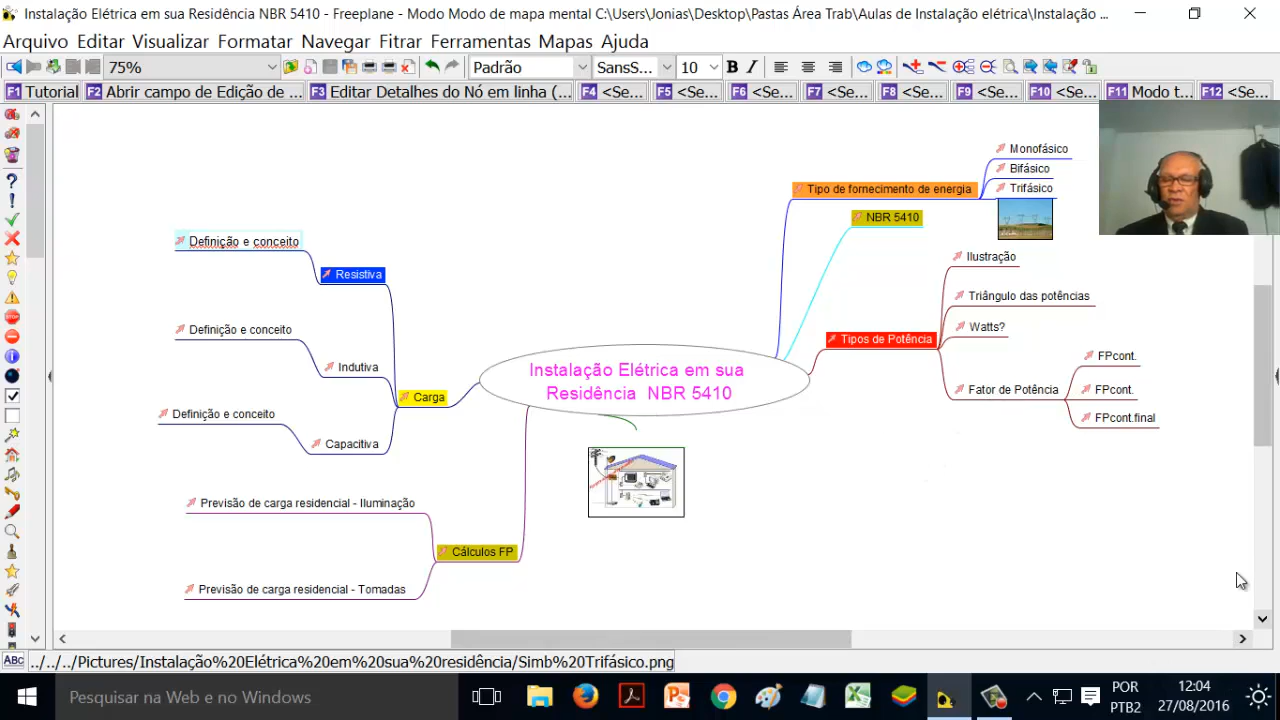 Instalação Elétrica em sua Residência NBR 5410 - Freeplane - Modo Modo de mapa mental C:\Users\Jonias\Desktop\Pastas Área Trab\Aulas de Instalação elétrica\Instalação ...
Arquivo Editar Visualizar Formatar Navegar Fitrar Ferramentas Mapas Ajuda
75% Padrão SansS... 10 B I
F1 Tutorial F2 Abrir campo de Edição de ... F3 Editar Detalhes do Nó em linha (... F4 <Se... F5 <Se... F6 <Se... F7 <Se... F8 <Se... F9 <Se... F10 <Se... F11 Modo t... F12 <Se...
Monofásico
Tipo de fornecimento de energia
Bifásico
Trifásico
NBR 5410
Definição e conceito
Resistiva
Ilustração
Triângulo das potências
Definição e conceito
Watts?
Tipos de Potência
FPcont.
Indutiva
Instalação Elétrica em sua
Residência NBR 5410
Fator de Potência
FPcont.
Carga
Definição e conceito
FPcont.final
Capacitiva
Previsão de carga residencial - Iluminação
Cálculos FP
Previsão de carga residencial - Tomadas
ABC ../../../Pictures/Instalação%20Elétrica%20em%20sua%20residência/Simb%20Trifásico.png
Pesquisar na Web e no Windows
POR
PTB2
12:04
27/08/2016